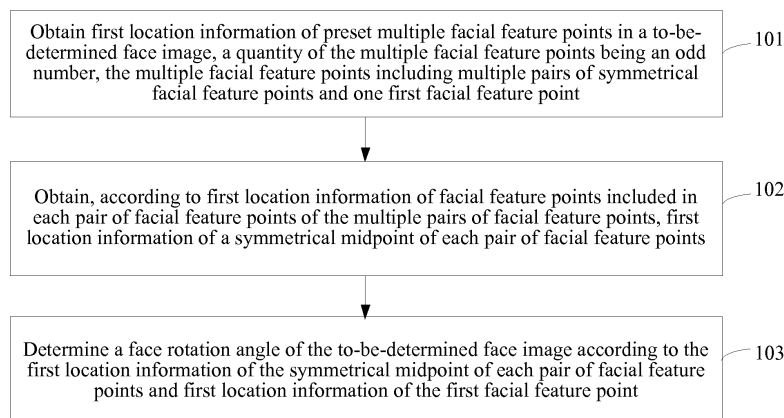 Obtain first location information of preset multiple facial feature points in a to-be-
determined face image, a quantity of the multiple facial feature points being an odd
number, the multiple facial feature points including multiple pairs of symmetrical
facial feature points and one first facial feature point
101
Obtain, according to first location information of facial feature points included in
each pair of facial feature points of the multiple pairs of facial feature points, first
location information of a symmetrical midpoint of each pair of facial feature points
102
Determine a face rotation angle of the to-be-determined face image according to the
first location information of the symmetrical midpoint of each pair of facial feature
points and first location information of the first facial feature point
103